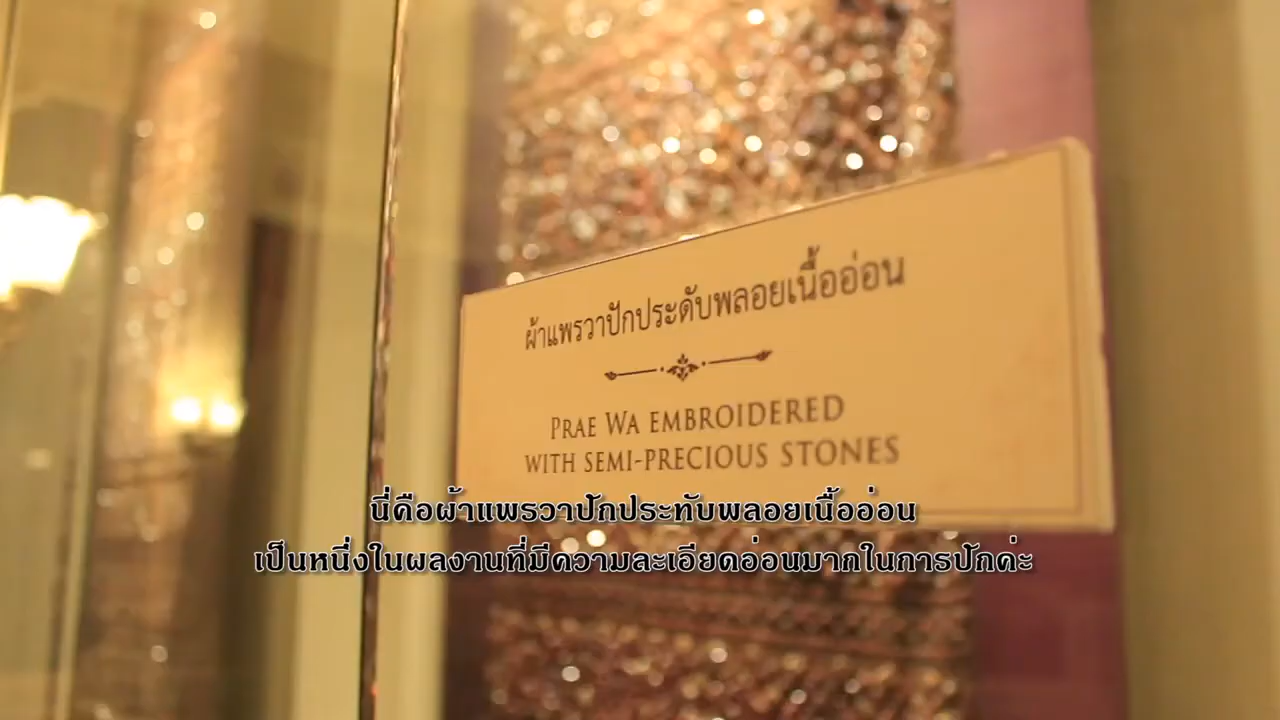 ผ้าแพรวาปักประดับพลอยเนื้ออ่อน
PRAE WA EMBROIDERED
WITH SEMI-PRECIOUS STONES
นี่คือผ้าแพรวาปักประทับพลอยเนื้ออ่อน
เป็นหนึ่งในผลงานที่มีความละเอียดอ่อนมากในการปักค่ะ